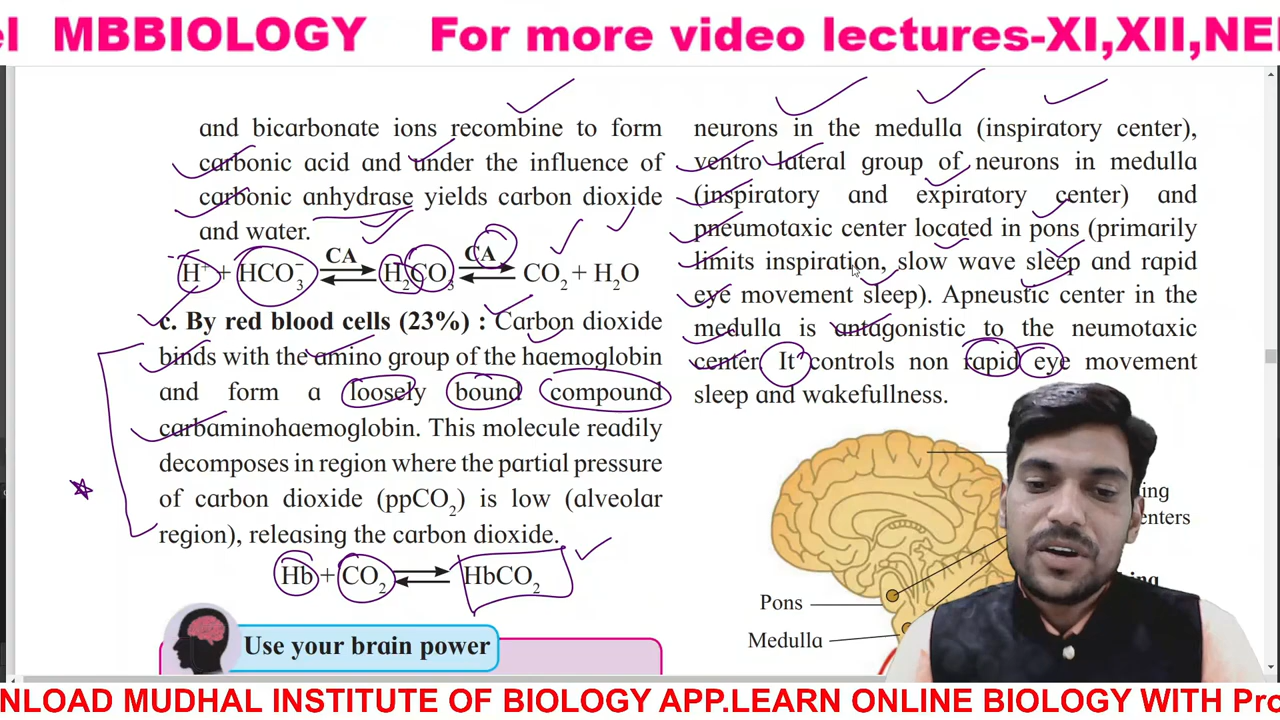 el MBBIOLOGY For more video lectures-XI,XII,NE
and bicarbonate ions recombine to form
carbonic acid and under the influence of
carbonic anhydrase yields carbon dioxide
and water.
H⁺ + HCO₃⁻ ⇌ H₂CO₃ ⇌ CO₂ + H₂O
CA CA
c. By red blood cells (23%) : Carbon dioxide
binds with the amino group of the haemoglobin
and form a loosely bound compound
carbaminohaemoglobin. This molecule readily
decomposes in region where the partial pressure
of carbon dioxide (ppCO₂) is low (alveolar
region), releasing the carbon dioxide.
Hb + CO₂ ⇌ HbCO₂
Use your brain power
neurons in the medulla (inspiratory center),
ventro lateral group of neurons in medulla
(inspiratory and expiratory center) and
pneumotaxic center located in pons (primarily
limits inspiration, slow wave sleep and rapid
eye movement sleep). Apneustic center in the
medulla is antagonistic to the neumotaxic
center. It controls non rapid eye movement
sleep and wakefullness.
ing
enters
Pons
Medulla
NLOAD MUDHAL INSTITUTE OF BIOLOGY APP.LEARN ONLINE BIOLOGY WITH Pro